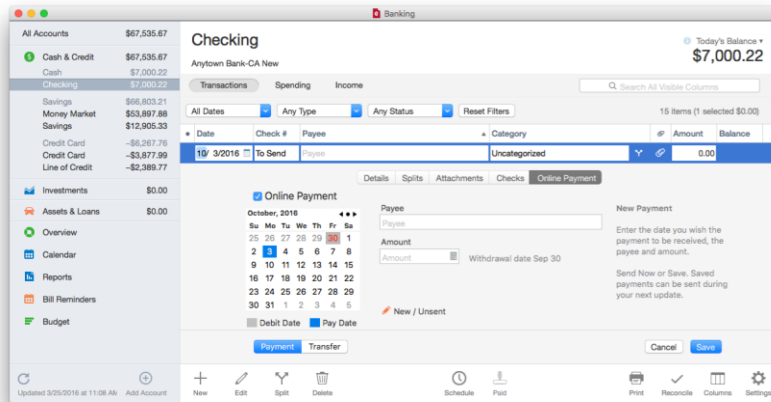 Banking
All Accounts $67,535.67
Cash & Credit $67,535.67
Cash $7,000.22
Checking $7,000.22
Savings $66,803.21
Money Market $53,897.88
Savings $12,905.33
Credit Card –$6,267.76
Credit Card –$3,877.99
Line of Credit –$2,389.77
Investments $0.00
Assets & Loans $0.00
Overview
Calendar
Reports
Bill Reminders
Budget
Updated 3/25/2016 at 11:08 AM Add Account
Checking
Anytown Bank-CA New
Today's Balance
$7,000.22
Transactions Spending Income
Search All Visible Columns
All Dates Any Type Any Status Reset Filters
15 items (1 selected $0.00)
Date Check # Payee Category Amount Balance
10/ 3/2016 To Send Payee Uncategorized 0.00
Details Splits Attachments Checks Online Payment
Online Payment
October, 2016
Su Mo Tu We Th Fr Sa
25 26 27 28 29 30 1
2 3 4 5 6 7 8
9 10 11 12 13 14 15
16 17 18 19 20 21 22
23 24 25 26 27 28 29
30 31 1 2 3 4 5
Debit Date Pay Date
Payee
Payee
Amount
Amount Withdrawal date Sep 30
New / Unsent
New Payment
Enter the date you wish the
payment to be received, the
payee and amount.
Send Now or Save. Saved
payments can be sent during
your next update.
Payment Transfer
Cancel Save
New Edit Split Delete Schedule Paid Print Reconcile Columns Settings